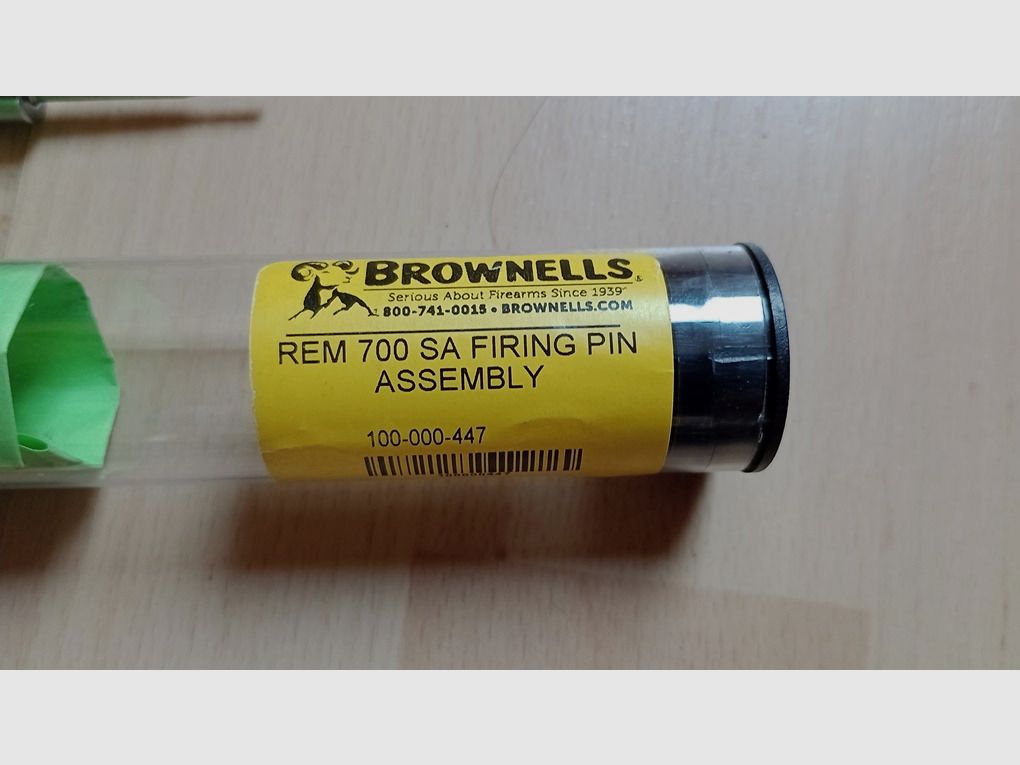 BROWNELLS®
Serious About Firearms Since 1939™
800-741-0015 • BROWNELLS.COM
REM 700 SA FIRING PIN
ASSEMBLY
100-000-447